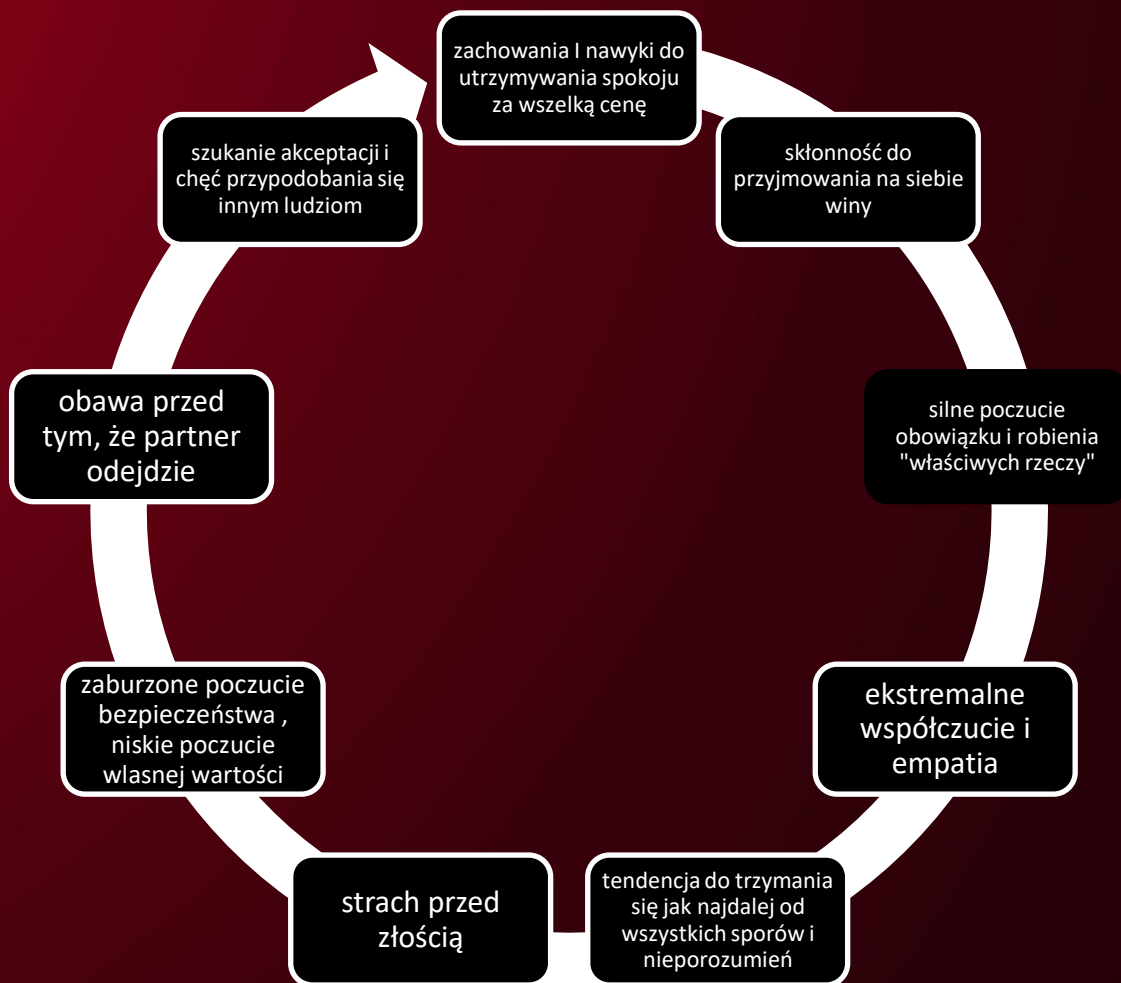 zachowania I nawyki do
utrzymywania spokoju
za wszelką cenę
skłonność do
przyjmowania na siebie
winy
silne poczucie
obowiązku i robienia
"właściwych rzeczy"
ekstremalne
współczucie i
empatia
tendencja do trzymania
się jak najdalej od
wszystkich sporów i
nieporozumień
strach przed
złością
zaburzone poczucie
bezpieczeństwa ,
niskie poczucie
wlasnej wartości
obawa przed
tym, że partner
odejdzie
szukanie akceptacji i
chęć przypodobania się
innym ludziom